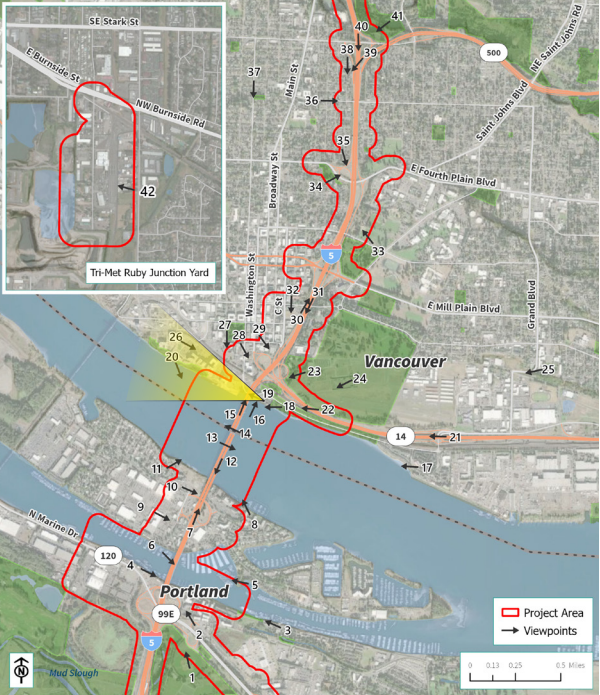 SE Stark St
E Burnside St
NW Burnside Rd
42
Tri-Met Ruby Junction Yard
40
41
38
39
500
NE Saint Johns Rd
Saint Johns Blvd
37
Main St
36
35
34
E Fourth Plain Blvd
Broadway St
33
5
Washington St
C St
32
31
30
E Mill Plain Blvd
Grand Blvd
27
28
29
26
20
Vancouver
23
24
25
19
18
22
15
16
14
21
14
13
12
17
11
10
9
8
7
N Marine Dr
120
6
4
5
Portland
99E
2
3
5
1
Mud Slough
N
Project Area
Viewpoints
0
0.13
0.25
0.5 Miles